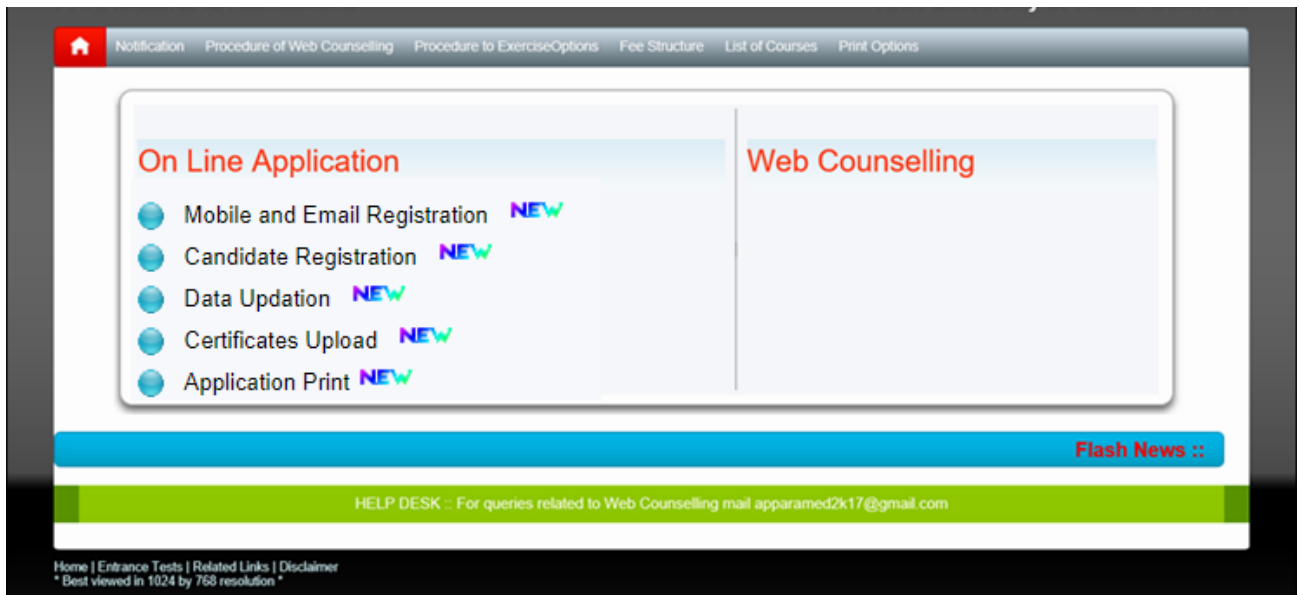 Notification Procedure of Web Counselling Procedure to ExerciseOptions Fee Structure List of Courses Print Options
On Line Application
Mobile and Email Registration NEW
Candidate Registration NEW
Data Updation NEW
Certificates Upload NEW
Application Print NEW
Web Counselling
Flash News ::
HELP DESK :: For queries related to Web Counselling mail apparamed2k17@gmail.com
Home | Entrance Tests | Related Links | Disclaimer
* Best viewed in 1024 by 768 resolution *